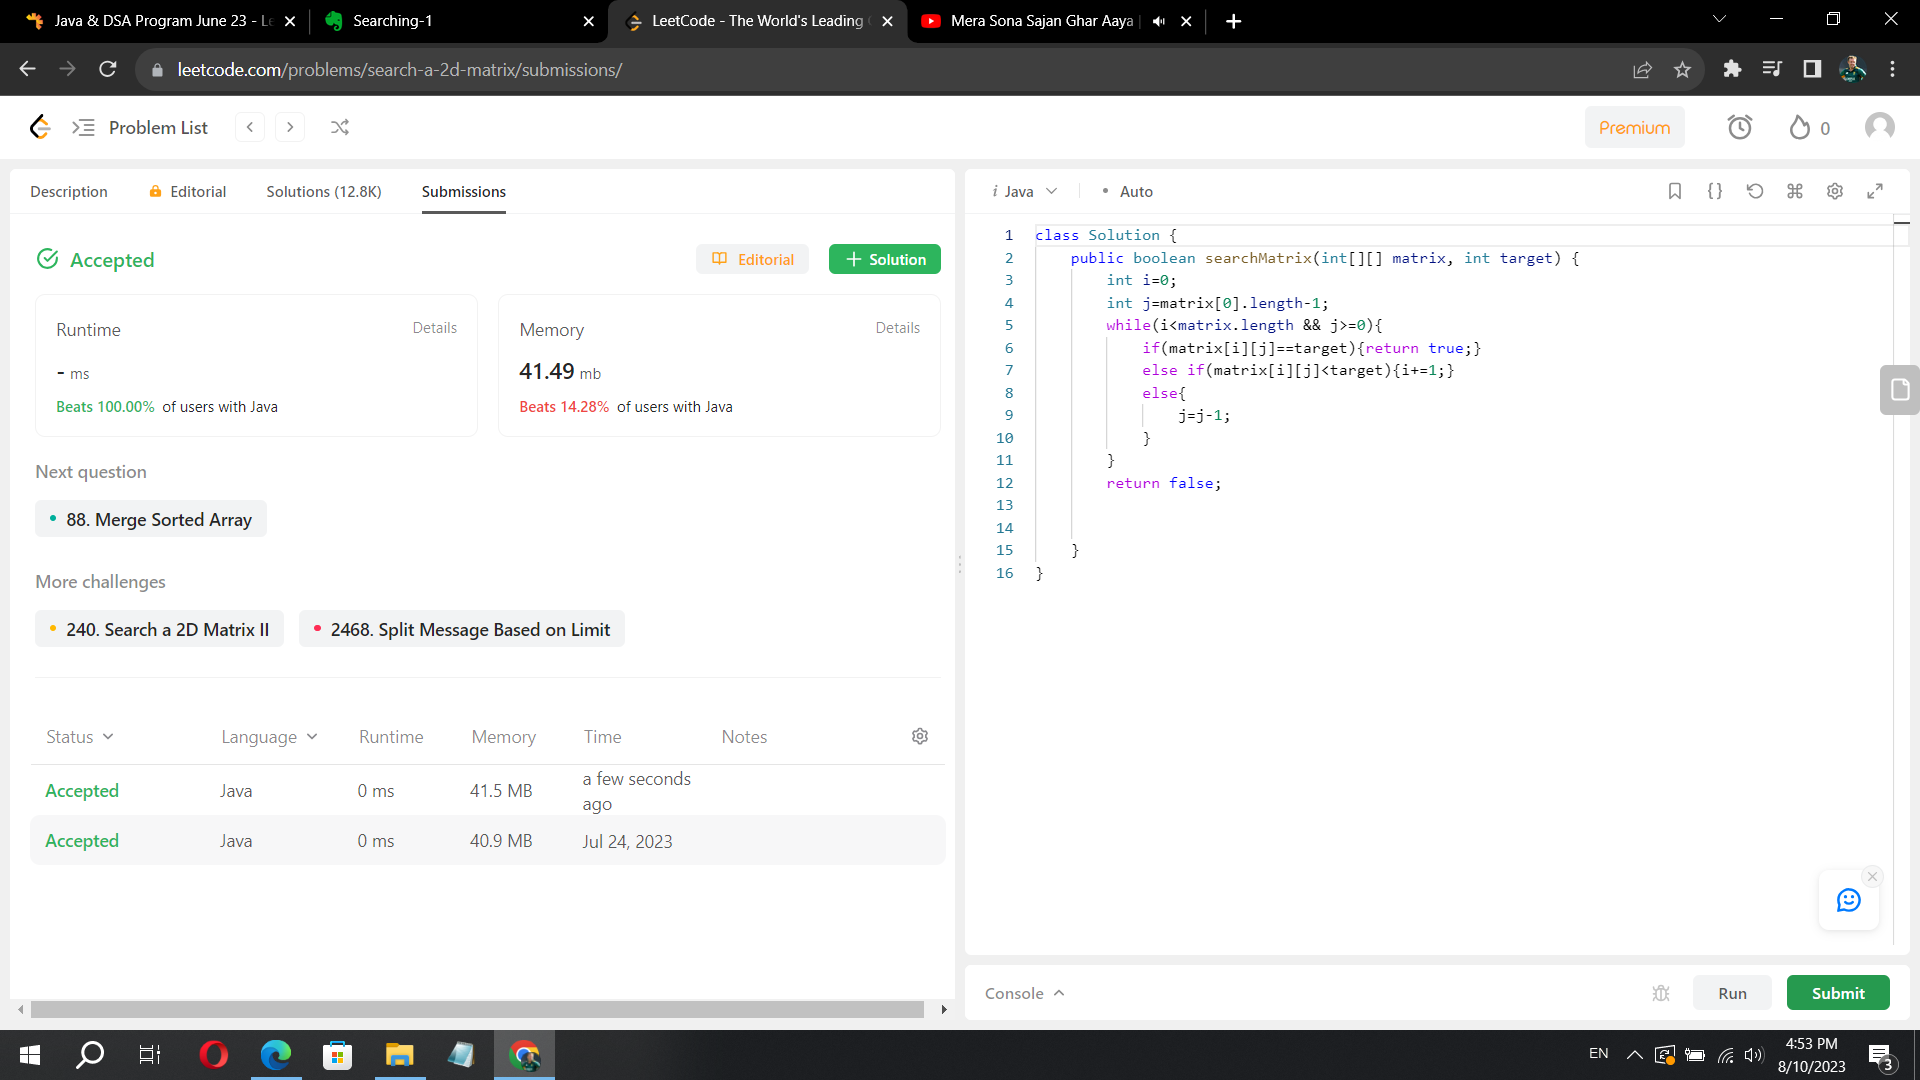 Java & DSA Program June 23 - Le
Searching-1
LeetCode - The World's Leading
Mera Sona Sajan Ghar Aaya
leetcode.com/problems/search-a-2d-matrix/submissions/
Problem List
Premium
0
Description
Editorial
Solutions (12.8K)
Submissions
Accepted
Editorial
+ Solution
Runtime
Details
- ms
Beats 100.00% of users with Java
Memory
Details
41.49 mb
Beats 14.28% of users with Java
Next question
88. Merge Sorted Array
More challenges
240. Search a 2D Matrix II
2468. Split Message Based on Limit
Status Language Runtime Memory Time Notes
Accepted Java 0 ms 41.5 MB a few seconds ago
Accepted Java 0 ms 40.9 MB Jul 24, 2023
i Java
• Auto
1 class Solution {
2 public boolean searchMatrix(int[][] matrix, int target) {
3 int i=0;
4 int j=matrix[0].length-1;
5 while(i<matrix.length && j>=0){
6 if(matrix[i][j]==target){return true;}
7 else if(matrix[i][j]<target){i+=1;}
8 else{
9 j=j-1;
10 }
11 }
12 return false;
13
14
15 }
16 }
Console
Run
Submit
EN
4:53 PM
8/10/2023
3